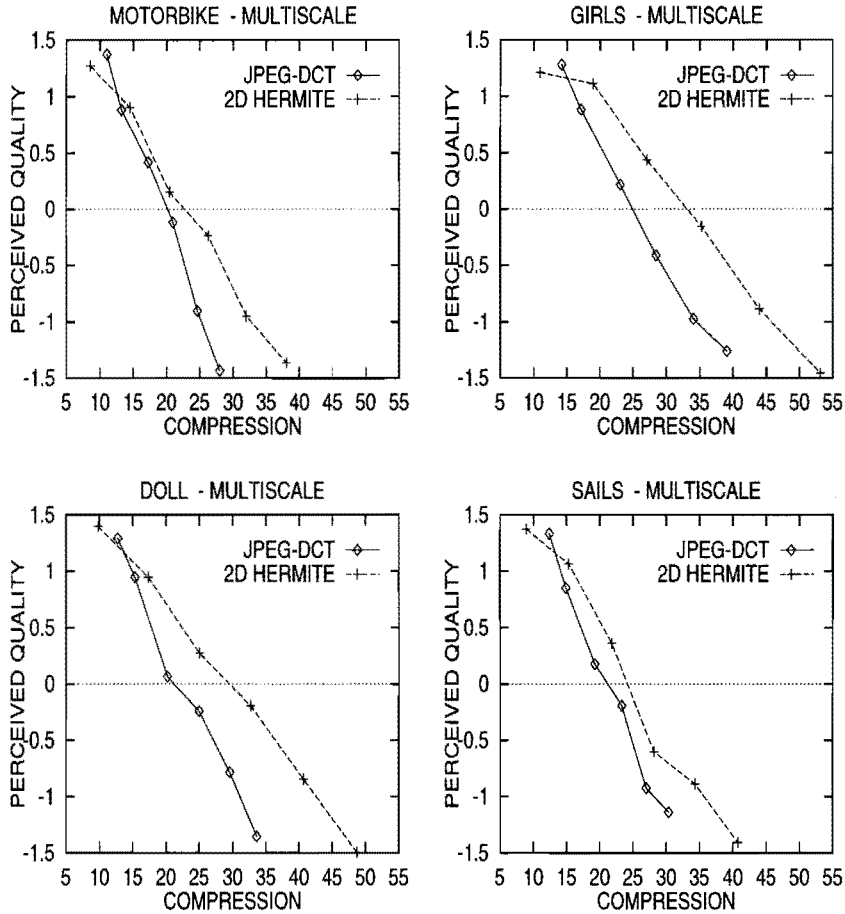 MOTORBIKE - MULTISCALE
PERCEIVED QUALITY
1.5
1
0.5
0
-0.5
-1
-1.5
JPEG-DCT
2D HERMITE
5 10 15 20 25 30 35 40 45 50 55
COMPRESSION
GIRLS - MULTISCALE
PERCEIVED QUALITY
1.5
1
0.5
0
-0.5
-1
-1.5
JPEG-DCT
2D HERMITE
5 10 15 20 25 30 35 40 45 50 55
COMPRESSION
DOLL - MULTISCALE
PERCEIVED QUALITY
1.5
1
0.5
0
-0.5
-1
-1.5
JPEG-DCT
2D HERMITE
5 10 15 20 25 30 35 40 45 50 55
COMPRESSION
SAILS - MULTISCALE
PERCEIVED QUALITY
1.5
1
0.5
0
-0.5
-1
-1.5
JPEG-DCT
2D HERMITE
5 10 15 20 25 30 35 40 45 50 55
COMPRESSION